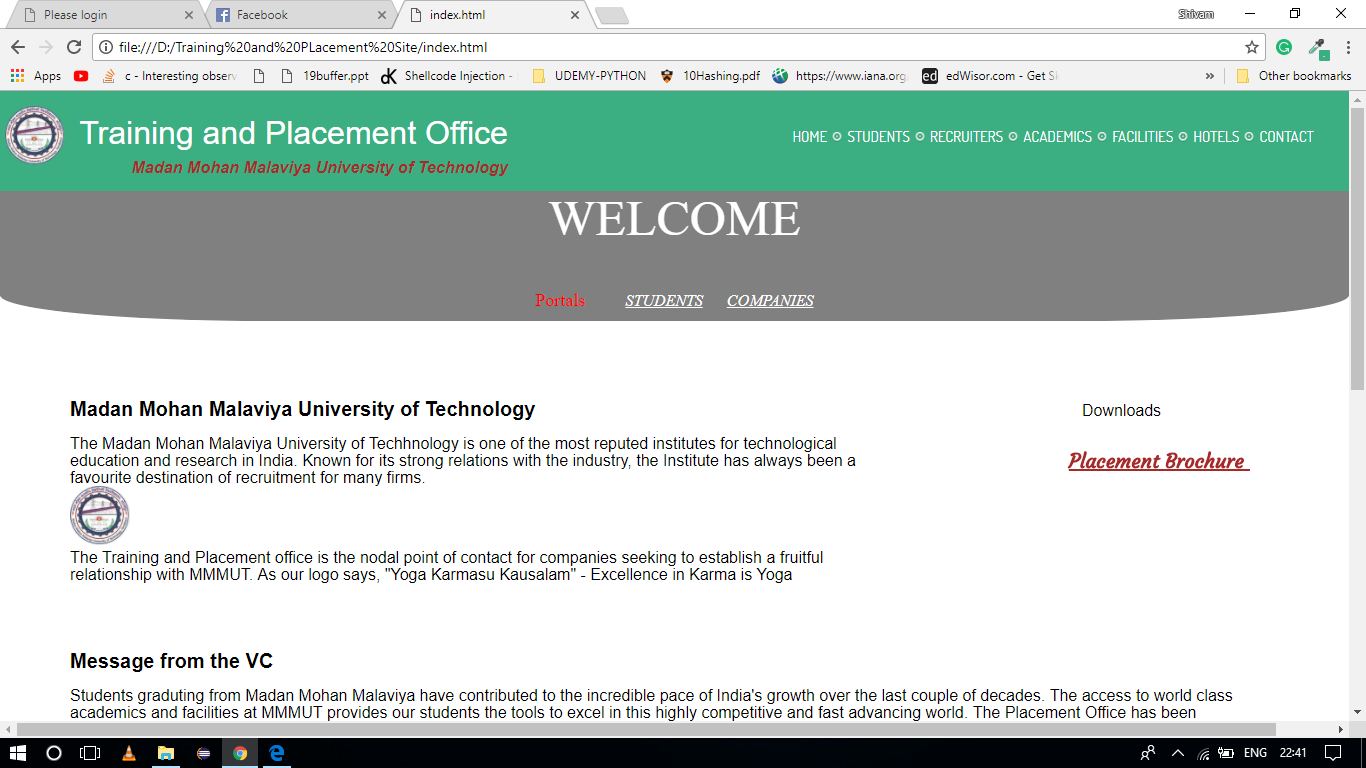 Please login
Facebook
index.html
Shivam
file:///D:/Training%20and%20PLacement%20Site/index.html
Apps
c - Interesting observ
19buffer.ppt
dK Shellcode Injection -
UDEMY-PYTHON
10Hashing.pdf
https://www.iana.org
ed edWisor.com - Get Sk
»
Other bookmarks
Training and Placement Office
Madan Mohan Malaviya University of Technology
HOME STUDENTS RECRUITERS ACADEMICS FACILITIES HOTELS CONTACT
WELCOME
Portals STUDENTS COMPANIES
Madan Mohan Malaviya University of Technology
The Madan Mohan Malaviya University of Techhnology is one of the most reputed institutes for technological
education and research in India. Known for its strong relations with the industry, the Institute has always been a
favourite destination of recruitment for many firms.
The Training and Placement office is the nodal point of contact for companies seeking to establish a fruitful
relationship with MMMUT. As our logo says, "Yoga Karmasu Kausalam" - Excellence in Karma is Yoga
Downloads
Placement Brochure
Message from the VC
Students graduting from Madan Mohan Malaviya have contributed to the incredible pace of India's growth over the last couple of decades. The access to world class
academics and facilities at MMMUT provides our students the tools to excel in this highly competitive and fast advancing world. The Placement Office has been
ENG 22:41